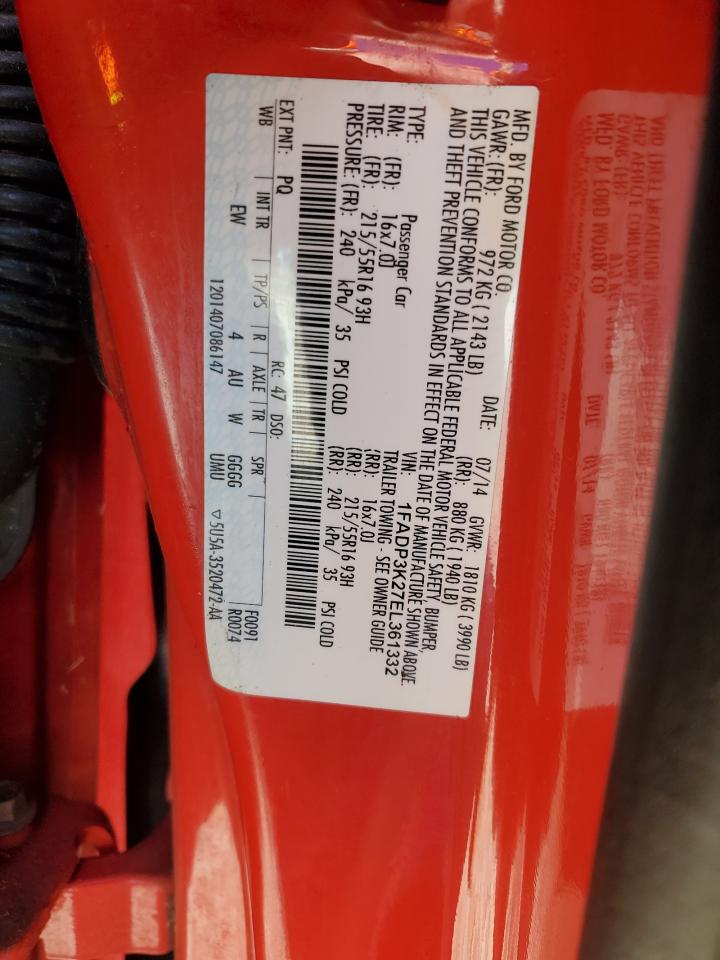 MFD. BY FORD MOTOR CO.
DATE: 07/14 GVWR: 1810 KG ( 3990 LB)
GAWR: (FR): 972 KG ( 2143 LB) (RR): 880 KG ( 1940 LB)
THIS VEHICLE CONFORMS TO ALL APPLICABLE FEDERAL MOTOR VEHICLE SAFETY, BUMPER,
AND THEFT PREVENTION STANDARDS IN EFFECT ON THE DATE OF MANUFACTURE SHOWN ABOVE.
VIN: 1FADP3K27EL361332
TYPE: Passenger Car TRAILER TOWING - SEE OWNER GUIDE
RIM: (FR): 16x7.0J (RR): 16x7.0J
TIRE: (FR): 215/55R16 93H (RR): 215/55R16 93H
PRESSURE: (FR): 240 kPa/ 35 PSI COLD (RR): 240 kPa/ 35 PSI COLD
EXT PNT: PQ RC: 47 DSO: F0091
WB INT TR TP/PS R AXLE TR SPR R0074
EW 4 AU W GGGG
UMU
1201407086147 ▽5U5A-3520472-AA